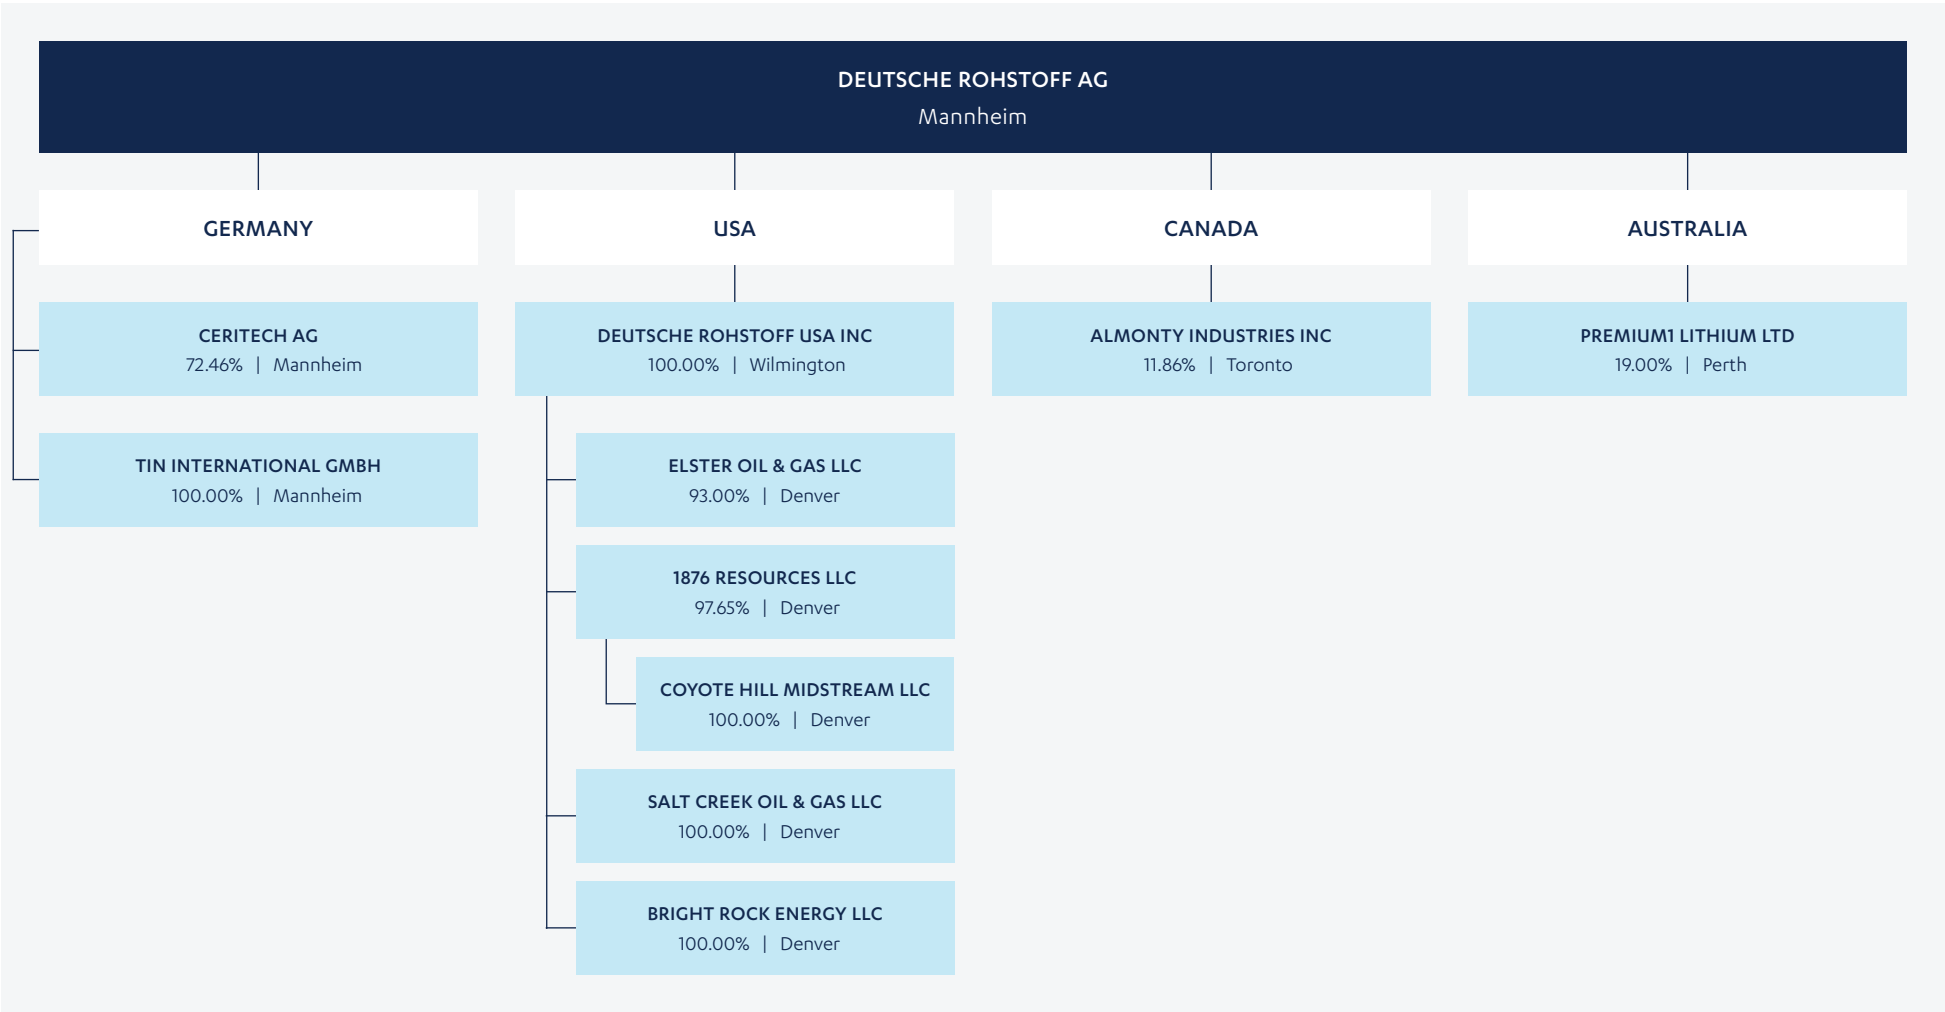 DEUTSCHE ROHSTOFF AG
Mannheim
GERMANY
CERITECH AG
72.46% | Mannheim
TIN INTERNATIONAL GMBH
100.00% | Mannheim
USA
DEUTSCHE ROHSTOFF USA INC
100.00% | Wilmington
ELSTER OIL & GAS LLC
93.00% | Denver
1876 RESOURCES LLC
97.65% | Denver
COYOTE HILL MIDSTREAM LLC
100.00% | Denver
SALT CREEK OIL & GAS LLC
100.00% | Denver
BRIGHT ROCK ENERGY LLC
100.00% | Denver
CANADA
ALMONTY INDUSTRIES INC
11.86% | Toronto
AUSTRALIA
PREMIUM1 LITHIUM LTD
19.00% | Perth